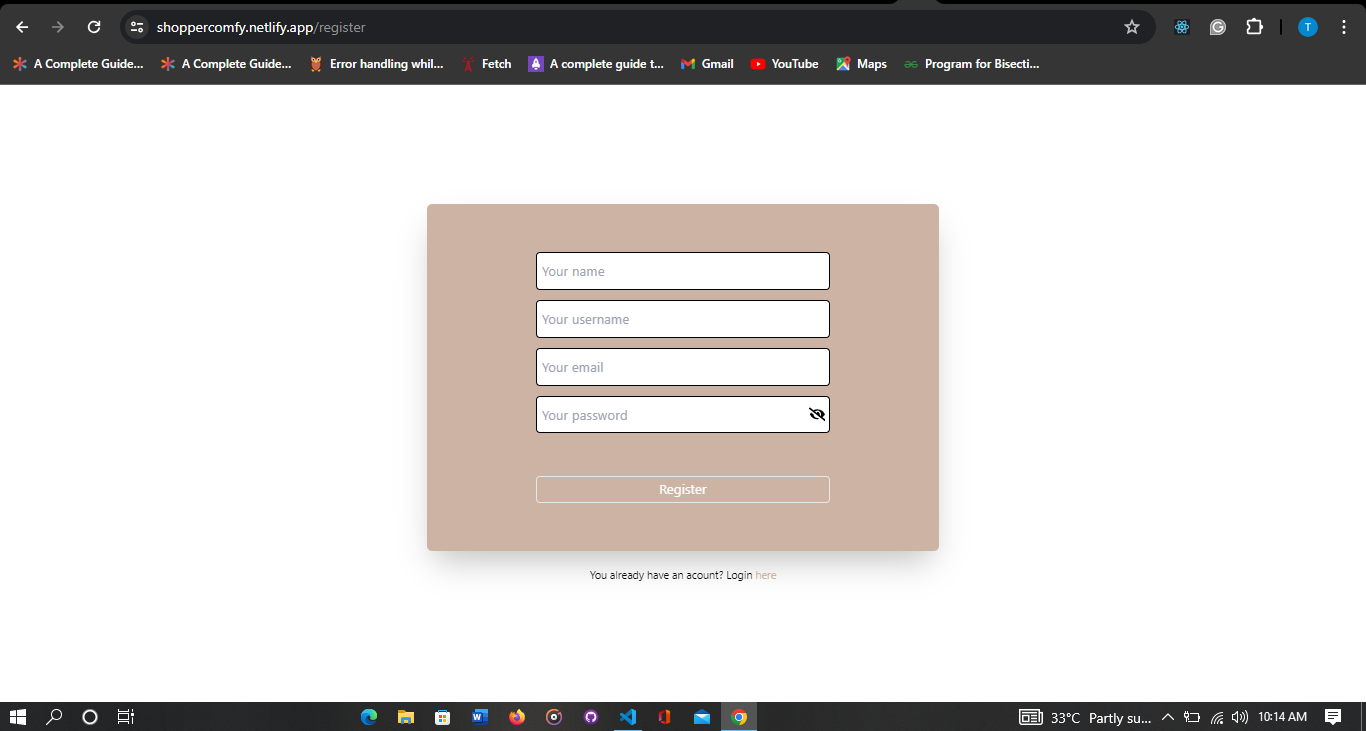 shoppercomfy.netlify.app/register
T
A Complete Guide... A Complete Guide... Error handling whil... Fetch A complete guide t... Gmail YouTube Maps Program for Bisecti...
Your name
Your username
Your email
Your password
Register
You already have an acount? Login here
33°C Partly su... 10:14 AM